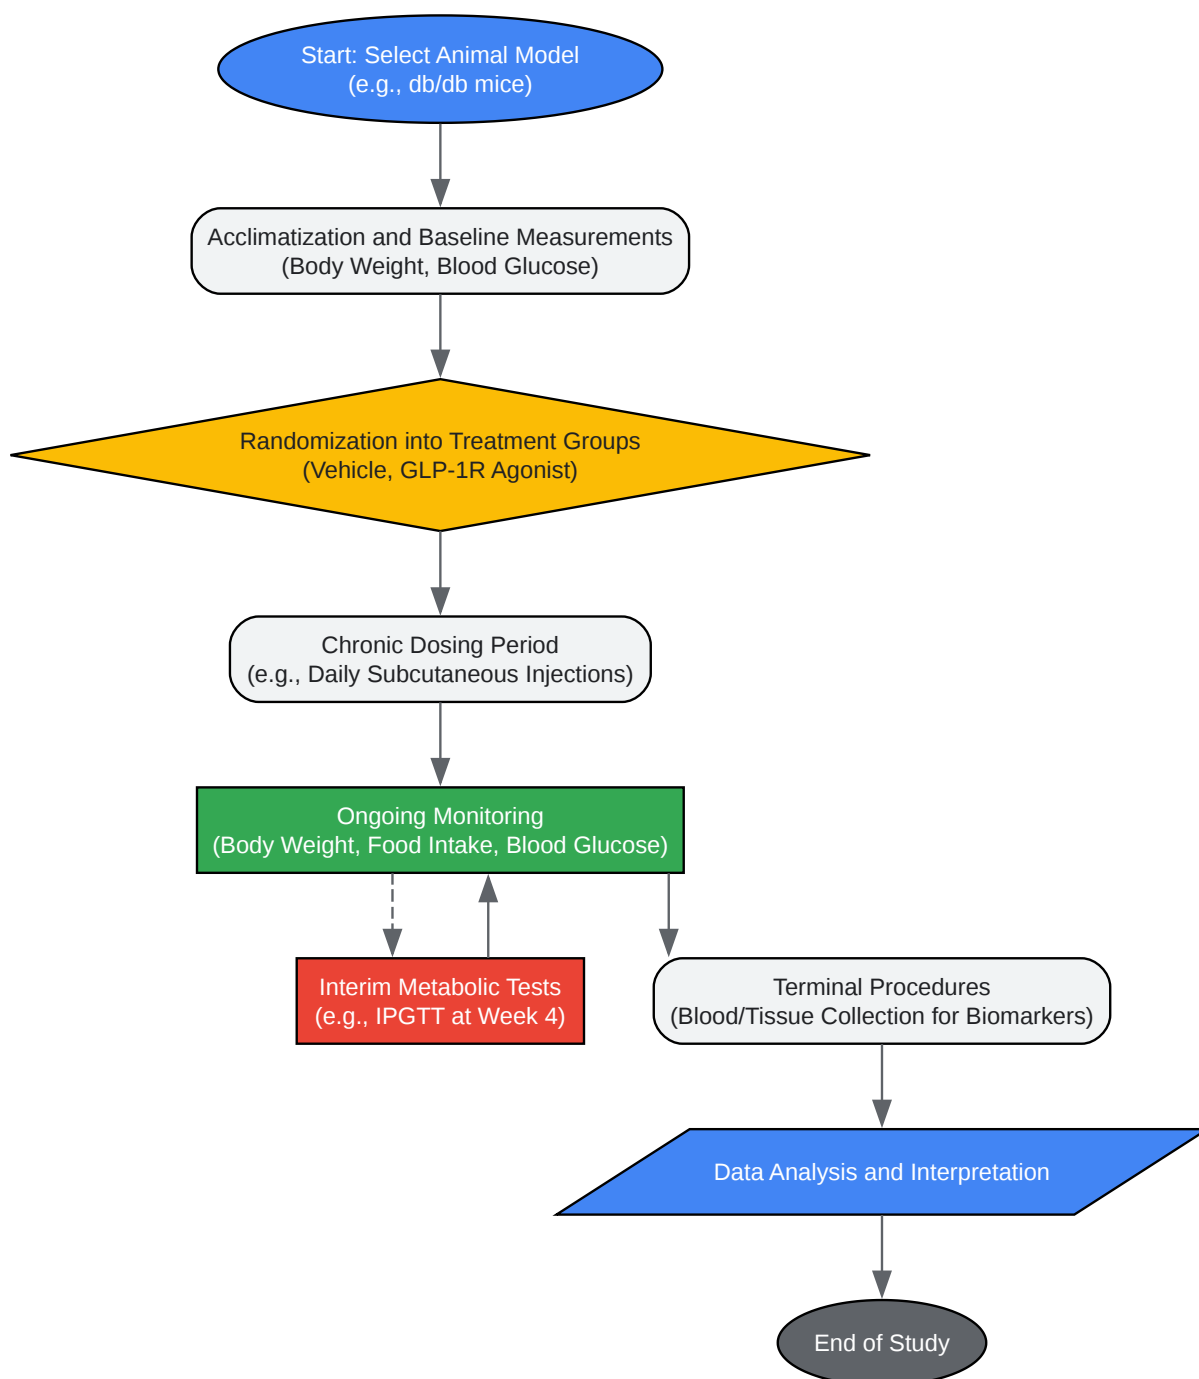 Start: Select Animal Model
(e.g., db/db mice)
Acclimatization and Baseline Measurements
(Body Weight, Blood Glucose)
Randomization into Treatment Groups
(Vehicle, GLP-1R Agonist)
Chronic Dosing Period
(e.g., Daily Subcutaneous Injections)
Ongoing Monitoring
(Body Weight, Food Intake, Blood Glucose)
Interim Metabolic Tests
(e.g., IPGTT at Week 4)
Terminal Procedures
(Blood/Tissue Collection for Biomarkers)
Data Analysis and Interpretation
End of Study